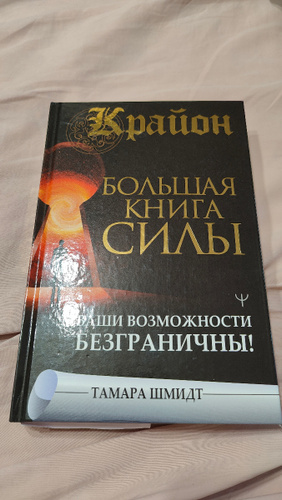 Крайон
БОЛЬШАЯ
КНИГА
СИЛЫ
ВАШИ ВОЗМОЖНОСТИ
БЕЗГРАНИЧНЫ!
ТАМАРА ШМИДТ